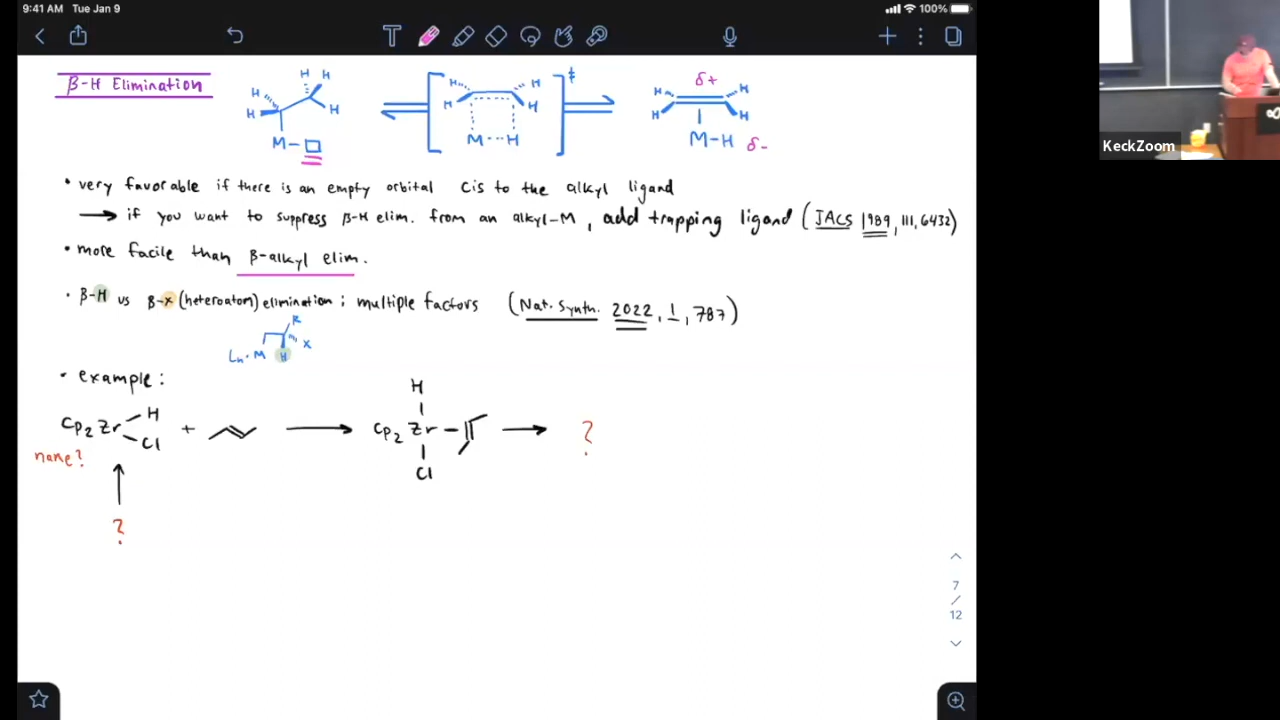 9:41 AM Tue Jan 9
100%
β-H Elimination
H H
H
H H
M-□
H H
H H
M···H
‡
δ+
H H
H H
M-H δ-
• very favorable if there is an empty orbital cis to the alkyl ligand
→ if you want to suppress β-H elim. from an alkyl-M, add trapping ligand (JACS 1989, 111, 6432)
• more facile than β-alkyl elim.
• β-H vs β-X (heteroatom) elimination: multiple factors (Nat. Synth. 2022, 1, 787)
R
Ln·M H X
• example:
Cp2Zr H Cl + → H Cp2Zr Cl → ?
name?
?
7
/
12
KeckZoom